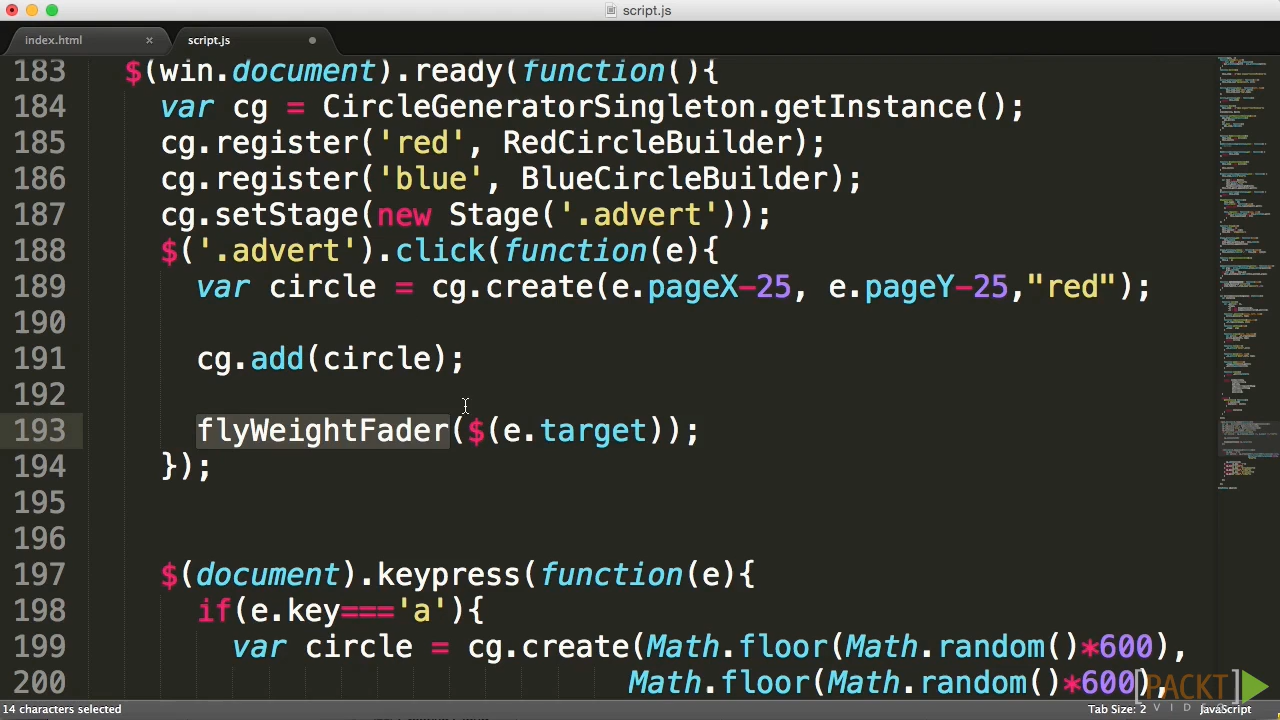 script.js
index.html × script.js
183 $(win.document).ready(function(){
184 var cg = CircleGeneratorSingleton.getInstance();
185 cg.register('red', RedCircleBuilder);
186 cg.register('blue', BlueCircleBuilder);
187 cg.setStage(new Stage('.advert'));
188 $('.advert').click(function(e){
189 var circle = cg.create(e.pageX-25, e.pageY-25,"red");
190
191 cg.add(circle);
192
193 flyWeightFader($(e.target));
194 });
195
196
197 $(document).keypress(function(e){
198 if(e.key==='a'){
199 var circle = cg.create(Math.floor(Math.random()*600),
200 Math.floor(Math.random()*600),
[PACKT]
VIDEO
14 characters selected Tab Size: 2 JavaScript